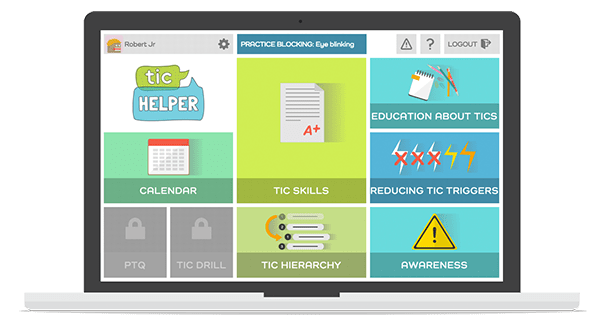 Robert Jr
PRACTICE BLOCKING: Eye blinking
?
LOGOUT
tic
HELPER
A+
EDUCATION ABOUT TICS
CALENDAR
TIC SKILLS
REDUCING TIC TRIGGERS
PTQ
TIC DRILL
TIC HIERARCHY
AWARENESS